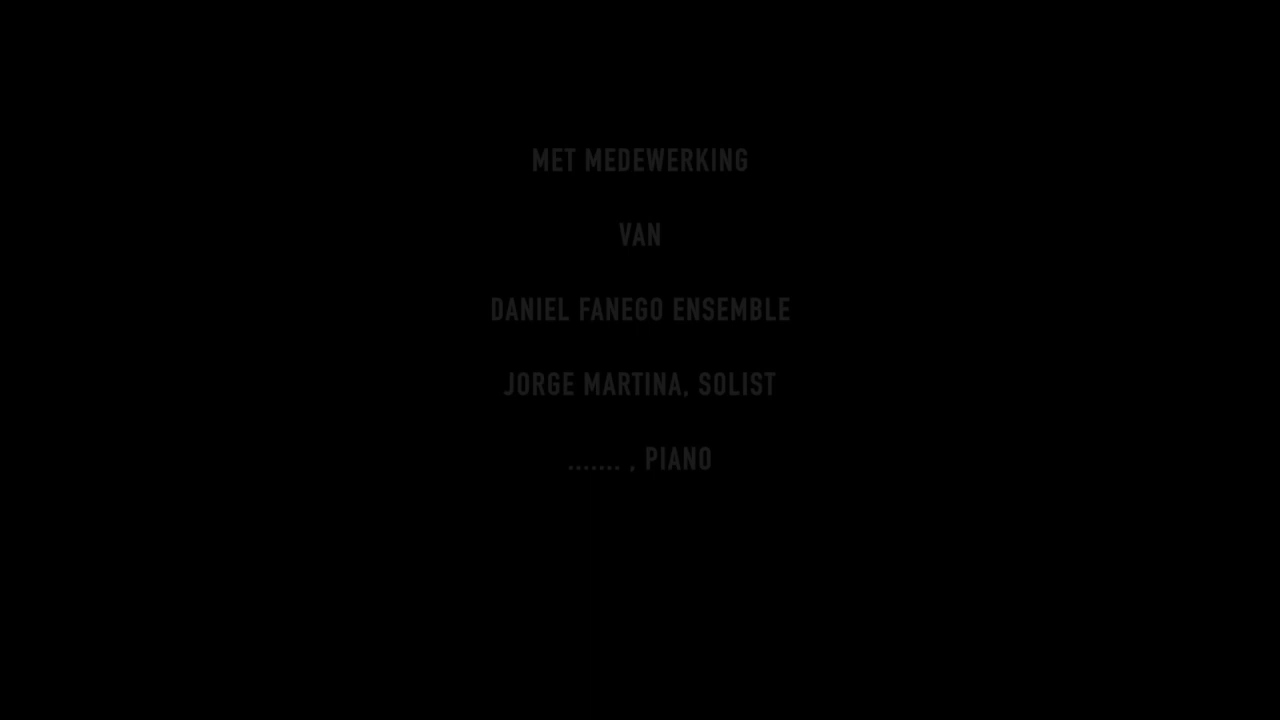 MET MEDEWERKING
VAN
DANIEL FANEGO ENSEMBLE
JORGE MARTINA, SOLIST
....... , PIANO